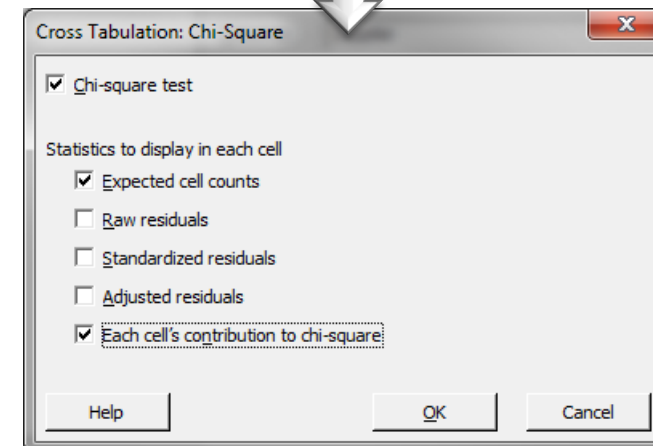 Cross Tabulation: Chi-Square
Chi-square test
Statistics to display in each cell
Expected cell counts
Raw residuals
Standardized residuals
Adjusted residuals
Each cell's contribution to chi-square
Help OK Cancel